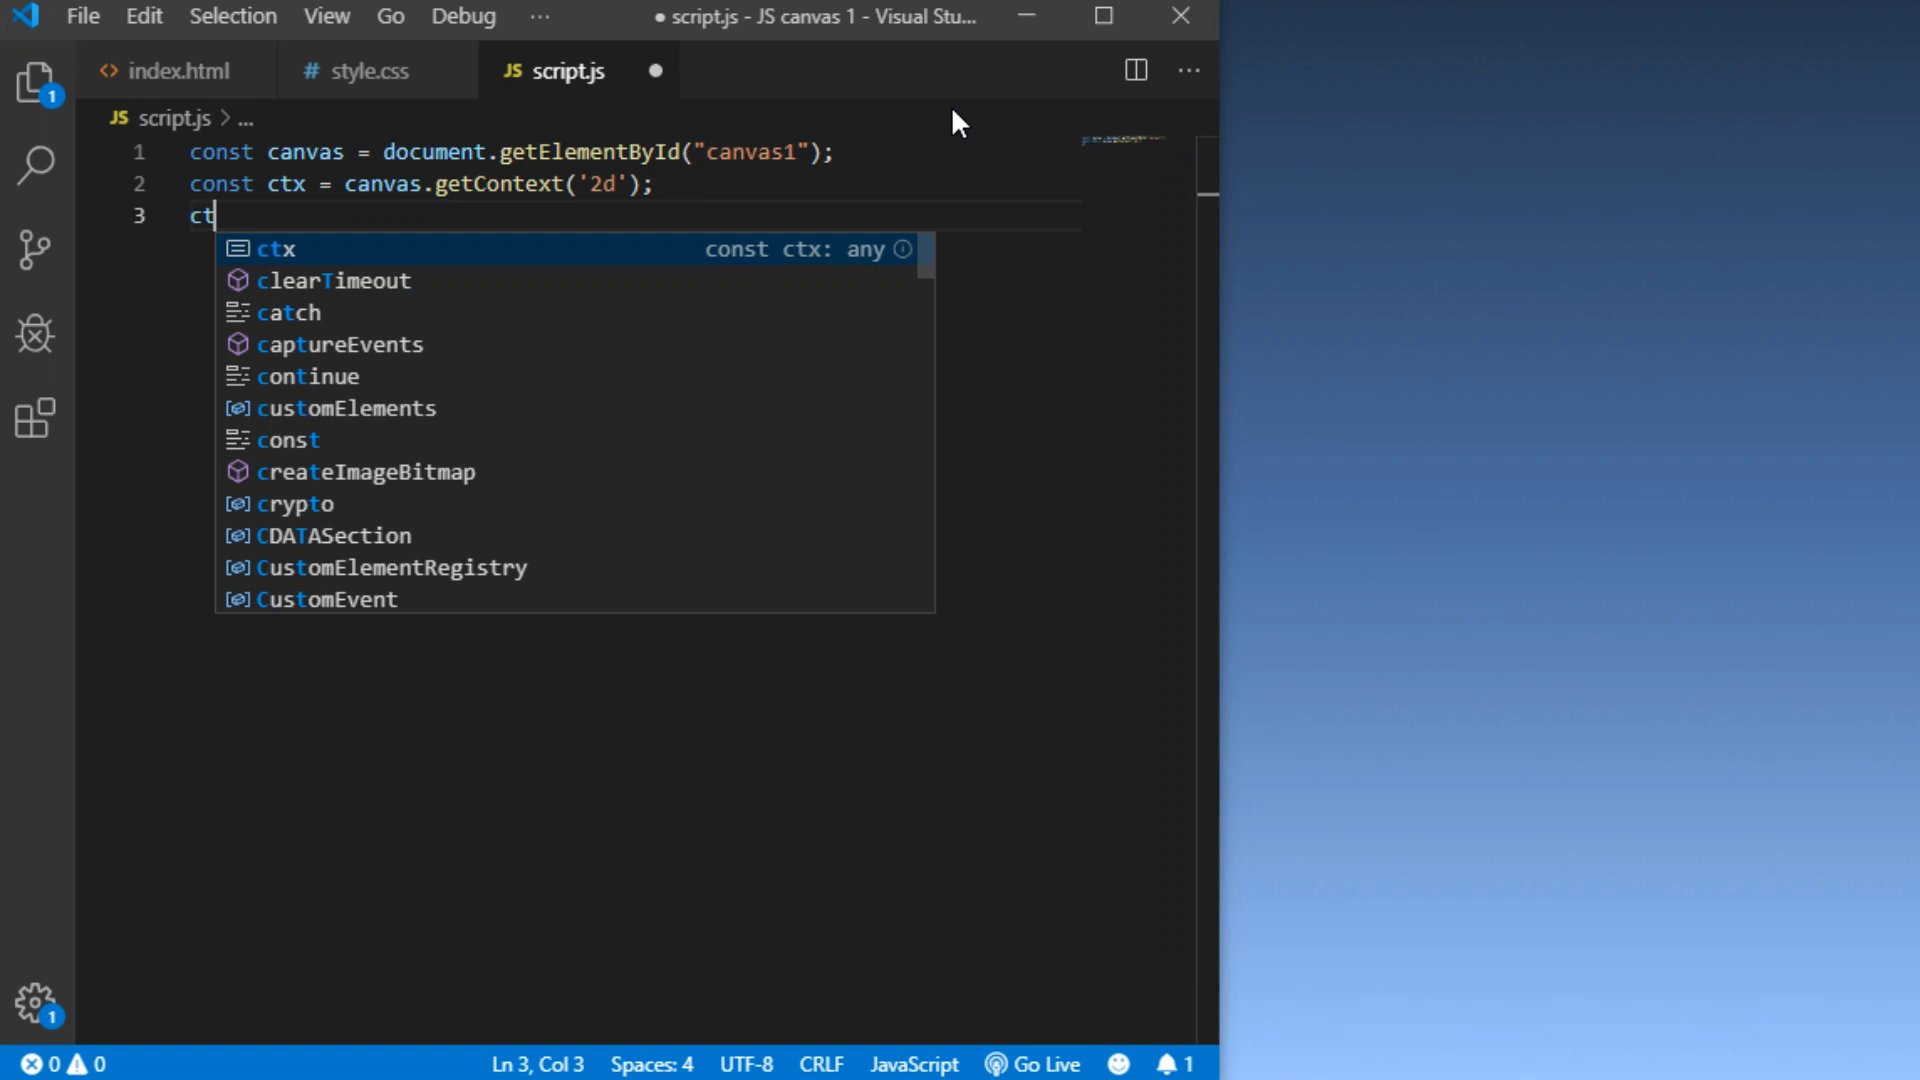 File Edit Selection View Go Debug ··· ● script.js - JS canvas 1 - Visual Stu...
<> index.html # style.css JS script.js ●
1
JS script.js > ...
1 const canvas = document.getElementById("canvas1");
2 const ctx = canvas.getContext('2d');
3 ct
ctx const ctx: any
clearTimeout
catch
captureEvents
continue
customElements
const
createImageBitmap
crypto
CDATASection
CustomElementRegistry
CustomEvent
1
0 0 Ln 3, Col 3 Spaces: 4 UTF-8 CRLF JavaScript Go Live 1